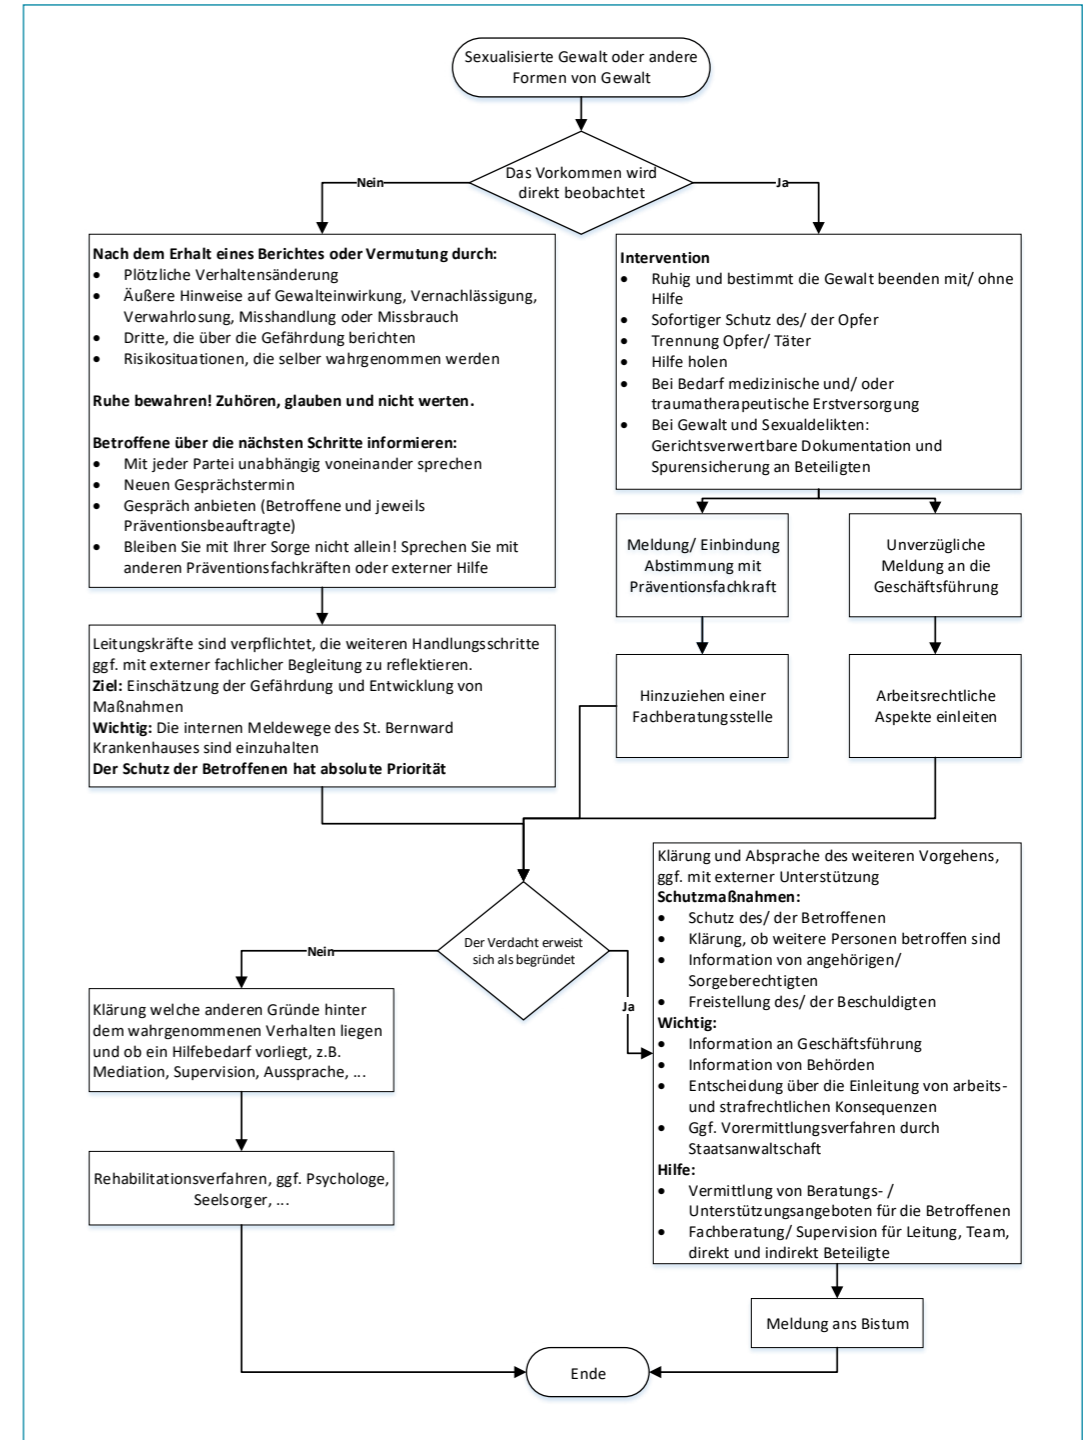 Sexualisierte Gewalt oder andere
Formen von Gewalt
Das Vorkommen wird
direkt beobachtet
Nein
Ja
Nach dem Erhalt eines Berichtes oder Vermutung durch:
• Plötzliche Verhaltensänderung
• Äußere Hinweise auf Gewalteinwirkung, Vernachlässigung,
Verwahrlosung, Misshandlung oder Missbrauch
• Dritte, die über die Gefährdung berichten
• Risikosituationen, die selber wahrgenommen werden
Ruhe bewahren! Zuhören, glauben und nicht werten.
Betroffene über die nächsten Schritte informieren:
• Mit jeder Partei unabhängig voneinander sprechen
• Neuen Gesprächstermin
• Gespräch anbieten (Betroffene und jeweils
Präventionsbeauftragte)
• Bleiben Sie mit Ihrer Sorge nicht allein! Sprechen Sie mit
anderen Präventionsfachkräften oder externer Hilfe
Intervention
• Ruhig und bestimmt die Gewalt beenden mit/ ohne
Hilfe
• Sofortiger Schutz des/ der Opfer
• Trennung Opfer/ Täter
• Hilfe holen
• Bei Bedarf medizinische und/ oder
traumatherapeutische Erstversorgung
• Bei Gewalt und Sexualdelikten:
Gerichtsverwertbare Dokumentation und
Spurensicherung an Beteiligten
Meldung/ Einbindung
Abstimmung mit
Präventionsfachkraft
Unverzügliche
Meldung an die
Geschäftsführung
Leitungskräfte sind verpflichtet, die weiteren Handlungsschritte
ggf. mit externer fachlicher Begleitung zu reflektieren.
Ziel: Einschätzung der Gefährdung und Entwicklung von
Maßnahmen
Wichtig: Die internen Meldewege des St. Bernward
Krankenhauses sind einzuhalten
Der Schutz der Betroffenen hat absolute Priorität
Hinzuziehen einer
Fachberatungsstelle
Arbeitsrechtliche
Aspekte einleiten
Der Verdacht erweist
sich als begründet
Nein
Ja
Klärung welche anderen Gründe hinter
dem wahrgenommenen Verhalten liegen
und ob ein Hilfebedarf vorliegt, z.B.
Mediation, Supervision, Aussprache, ...
Rehabilitationsverfahren, ggf. Psychologe,
Seelsorger, ...
Klärung und Absprache des weiteren Vorgehens,
ggf. mit externer Unterstützung
Schutzmaßnahmen:
• Schutz des/ der Betroffenen
• Klärung, ob weitere Personen betroffen sind
• Information von angehörigen/
Sorgeberechtigten
• Freistellung des/ der Beschuldigten
Wichtig:
• Information an Geschäftsführung
• Information von Behörden
• Entscheidung über die Einleitung von arbeits-
und strafrechtlichen Konsequenzen
• Ggf. Vorermittlungsverfahren durch
Staatsanwaltschaft
Hilfe:
• Vermittlung von Beratungs- /
Unterstützungsangeboten für die Betroffenen
• Fachberatung/ Supervision für Leitung, Team,
direkt und indirekt Beteiligte
Meldung ans Bistum
Ende